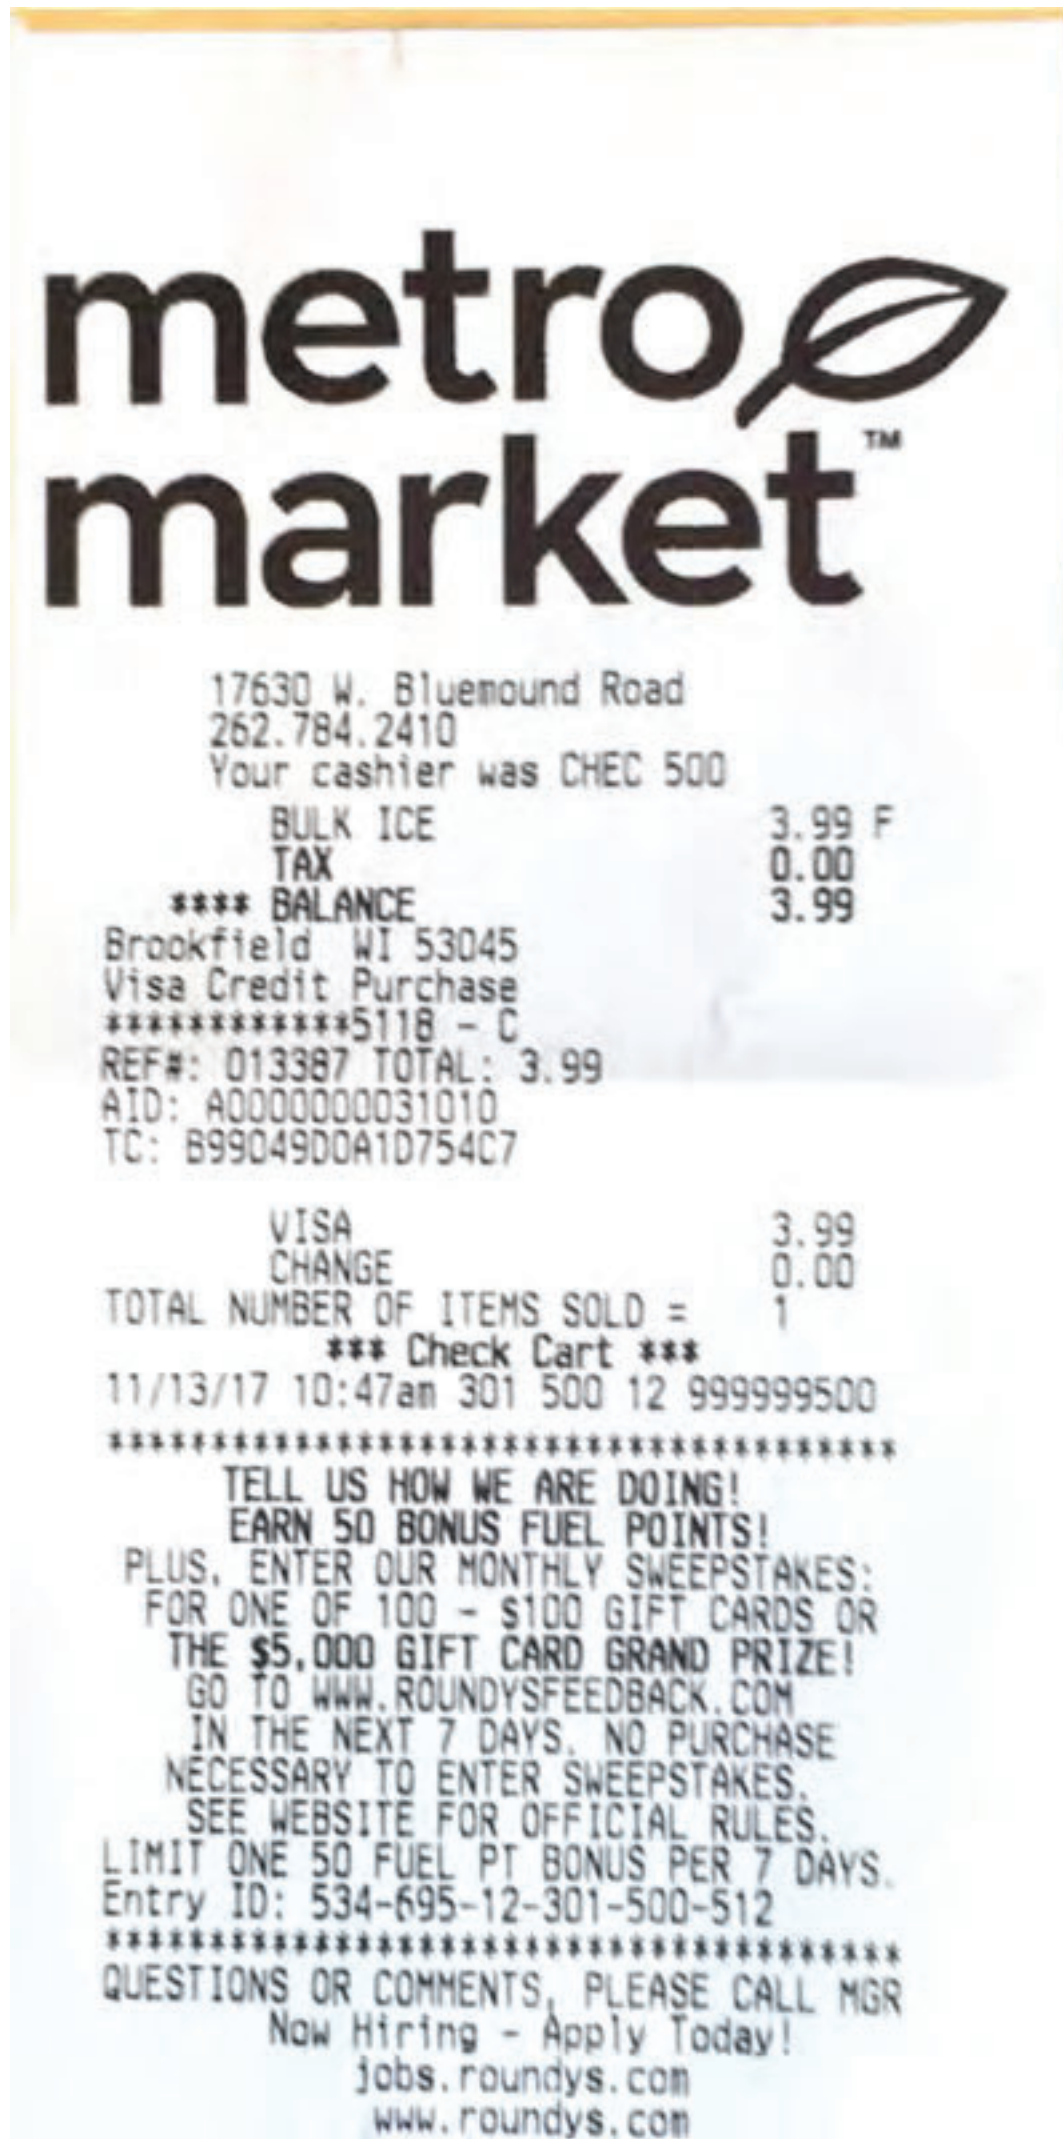 metro
market™
17630 W. Bluemound Road
262.784.2410
Your cashier was CHEC 500
BULK ICE 3.99 F
TAX 0.00
**** BALANCE 3.99
Brookfield WI 53045
Visa Credit Purchase
************5118 - C
REF#: 013387 TOTAL: 3.99
AID: A0000000031010
TC: B99049D0A1D754C7
VISA 3.99
CHANGE 0.00
TOTAL NUMBER OF ITEMS SOLD = 1
*** Check Cart ***
11/13/17 10:47am 301 500 12 999999500
**************************************
TELL US HOW WE ARE DOING!
EARN 50 BONUS FUEL POINTS!
PLUS, ENTER OUR MONTHLY SWEEPSTAKES:
FOR ONE OF 100 - $100 GIFT CARDS OR
THE $5,000 GIFT CARD GRAND PRIZE!
GO TO WWW.ROUNDYSFEEDBACK.COM
IN THE NEXT 7 DAYS. NO PURCHASE
NECESSARY TO ENTER SWEEPSTAKES.
SEE WEBSITE FOR OFFICIAL RULES.
LIMIT ONE 50 FUEL PT BONUS PER 7 DAYS.
Entry ID: 534-695-12-301-500-512
**************************************
QUESTIONS OR COMMENTS, PLEASE CALL MGR
Now Hiring - Apply Today!
jobs.roundys.com
www.roundys.com